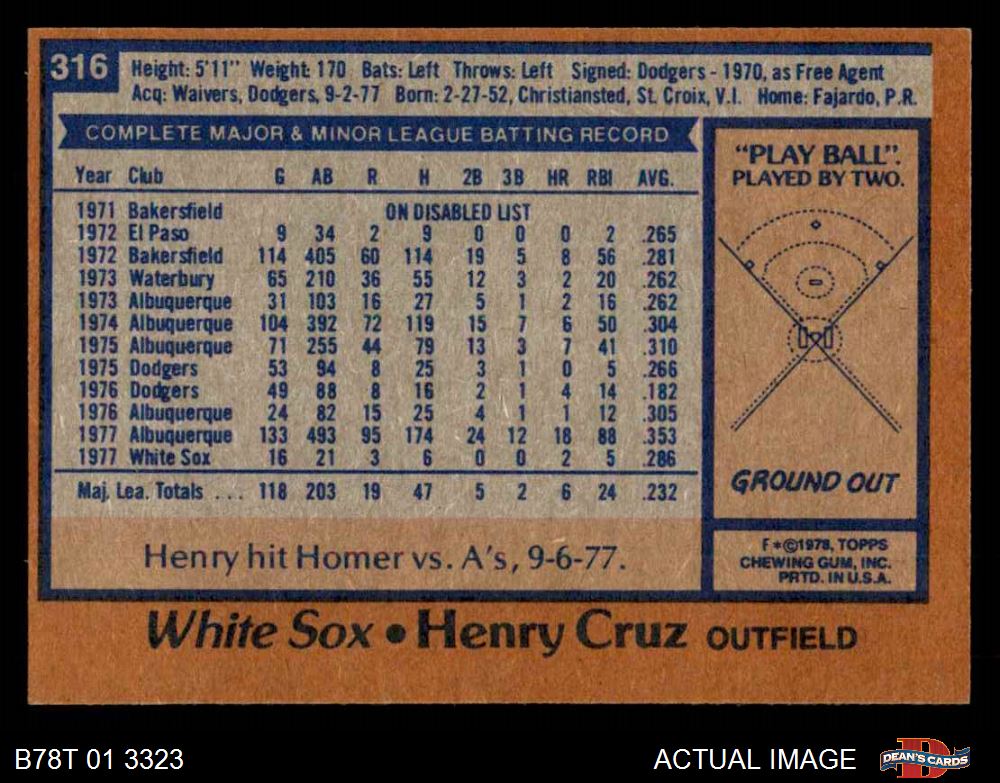 316
Height: 5'11" Weight: 170 Bats: Left Throws: Left Signed: Dodgers - 1970, as Free Agent
Acq: Waivers, Dodgers, 9-2-77 Born: 2-27-52, Christiansted, St. Croix, V.I. Home: Fajardo, P.R.
COMPLETE MAJOR & MINOR LEAGUE BATTING RECORD
Year Club G AB R H 2B 3B HR RBI AVG.
1971 Bakersfield ON DISABLED LIST
1972 El Paso 9 34 2 9 0 0 0 2 .265
1972 Bakersfield 114 405 60 114 19 5 8 56 .281
1973 Waterbury 65 210 36 55 12 3 2 20 .262
1973 Albuquerque 31 103 16 27 5 1 2 16 .262
1974 Albuquerque 104 392 72 119 15 7 6 50 .304
1975 Albuquerque 71 255 44 79 13 3 7 41 .310
1975 Dodgers 53 94 8 25 3 1 0 5 .266
1976 Dodgers 49 88 8 16 2 1 4 14 .182
1976 Albuquerque 24 82 15 25 4 1 1 12 .305
1977 Albuquerque 133 493 95 174 24 12 18 88 .353
1977 White Sox 16 21 3 6 0 0 2 5 .286
Maj. Lea. Totals ... 118 203 19 47 5 2 6 24 .232
Henry hit Homer vs. A's, 9-6-77.
"PLAY BALL".
PLAYED BY TWO.
GROUND OUT
F*©1978, TOPPS
CHEWING GUM, INC.
PRTD. IN U.S.A.
White Sox • Henry Cruz OUTFIELD
B78T 01 3323
ACTUAL IMAGE
DEAN'S CARDS